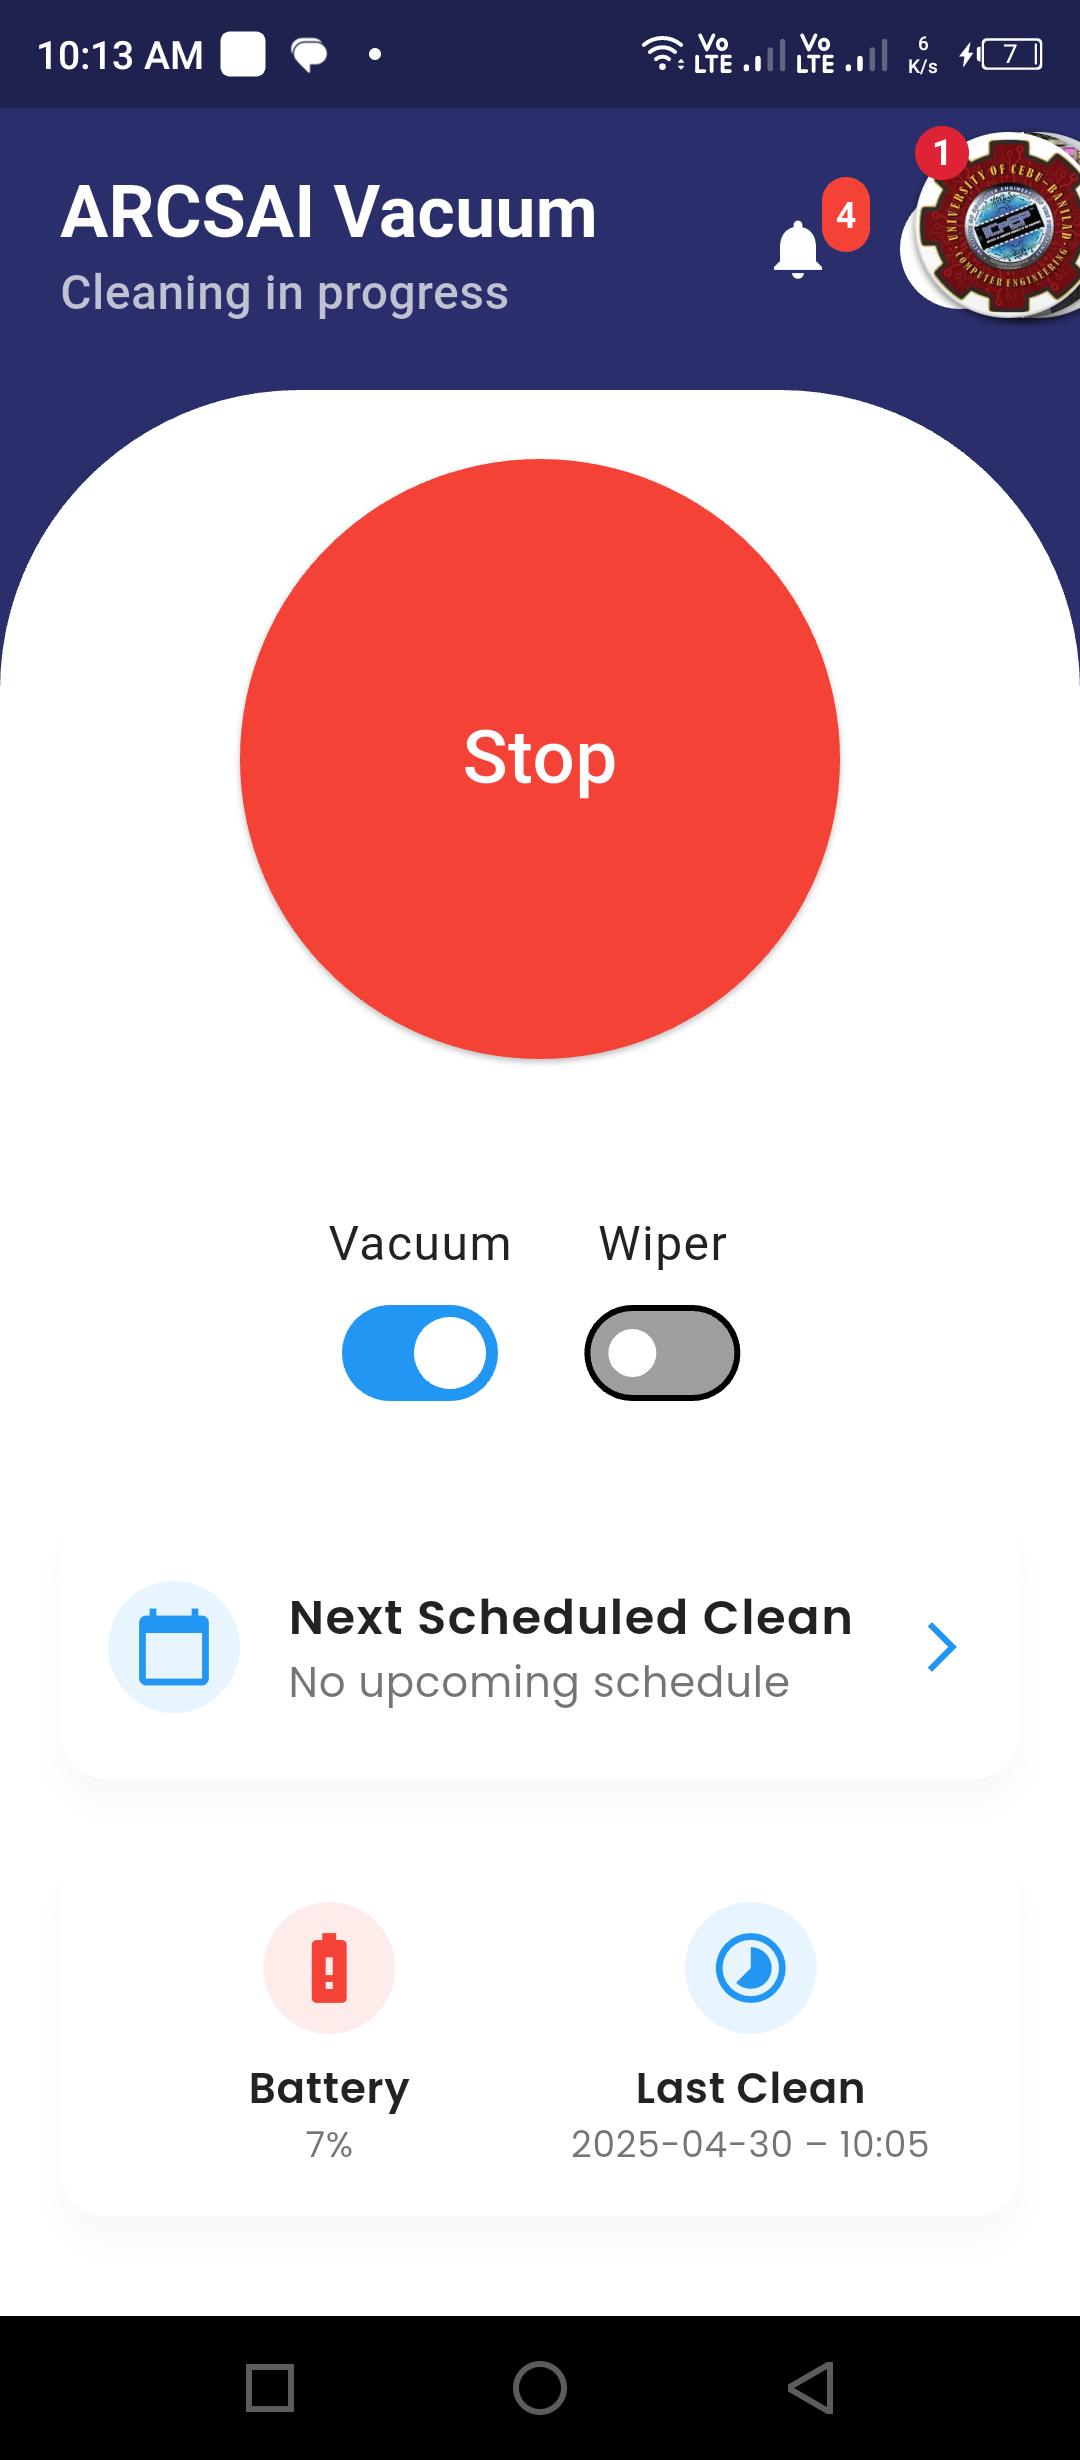 10:13 AM
Vo LTE
Vo LTE
6 K/s
7
1
4
UNIVERSITY OF CEBU-BANILAD
ICPEP
COMPUTER ENGINEERING
ARCSAI Vacuum
Cleaning in progress
Stop
Vacuum Wiper
Next Scheduled Clean
No upcoming schedule
Battery Last Clean
7% 2025-04-30 – 10:05